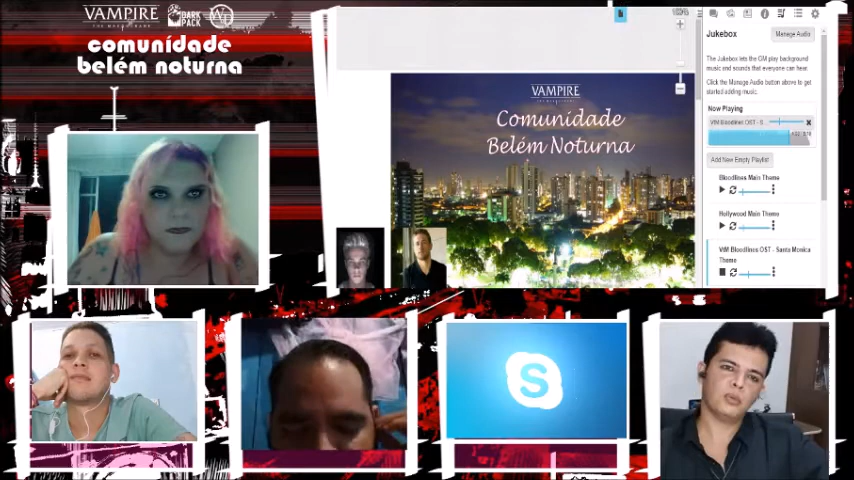 VAMPIRE
THE MASQUERADE
DARK
PACK
comunidade
belém noturna
VAMPIRE
Comunidade
Belém Noturna
Jukebox
Manage Audio
The Jukebox lets the GM play background
music and sounds that everyone can hear.
Click the Manage Audio button above to get
started adding music.
Now Playing
VtM Bloodlines OST - S...
Add New Empty Playlist
Bloodlines Main Theme
Hollywood Main Theme
VtM Bloodlines OST - Santa Monica
Theme
S